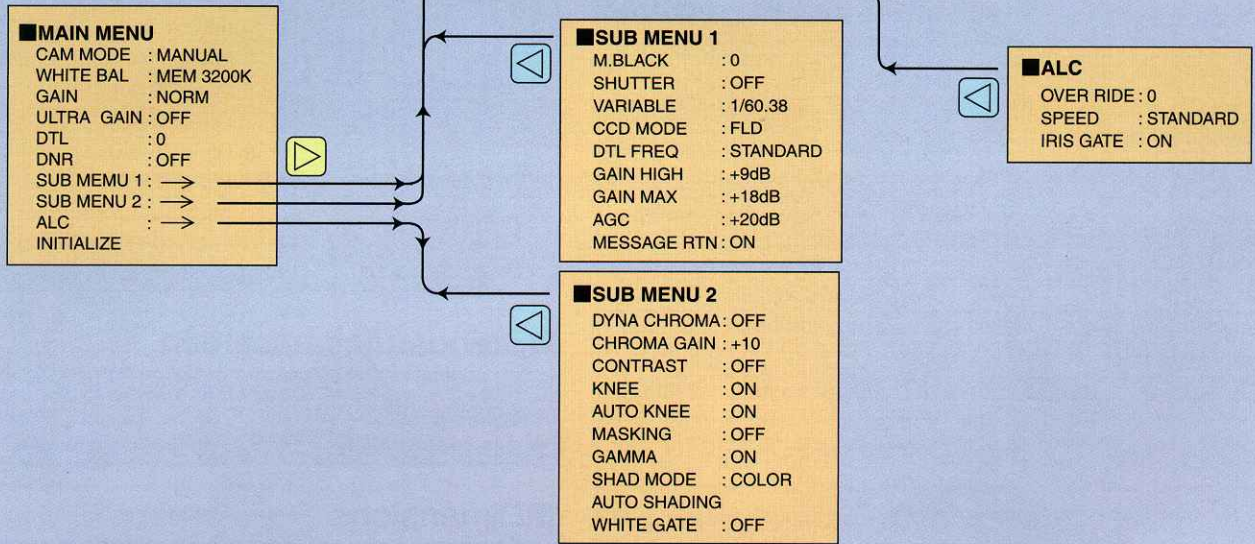 ■MAIN MENU
CAM MODE : MANUAL
WHITE BAL : MEM 3200K
GAIN : NORM
ULTRA GAIN : OFF
DTL : 0
DNR : OFF
SUB MEMU 1 : →
SUB MENU 2 : →
ALC : →
INITIALIZE
■SUB MENU 1
M.BLACK : 0
SHUTTER : OFF
VARIABLE : 1/60.38
CCD MODE : FLD
DTL FREQ : STANDARD
GAIN HIGH : +9dB
GAIN MAX : +18dB
AGC : +20dB
MESSAGE RTN : ON
■SUB MENU 2
DYNA CHROMA : OFF
CHROMA GAIN : +10
CONTRAST : OFF
KNEE : ON
AUTO KNEE : ON
MASKING : OFF
GAMMA : ON
SHAD MODE : COLOR
AUTO SHADING
WHITE GATE : OFF
■ALC
OVER RIDE : 0
SPEED : STANDARD
IRIS GATE : ON